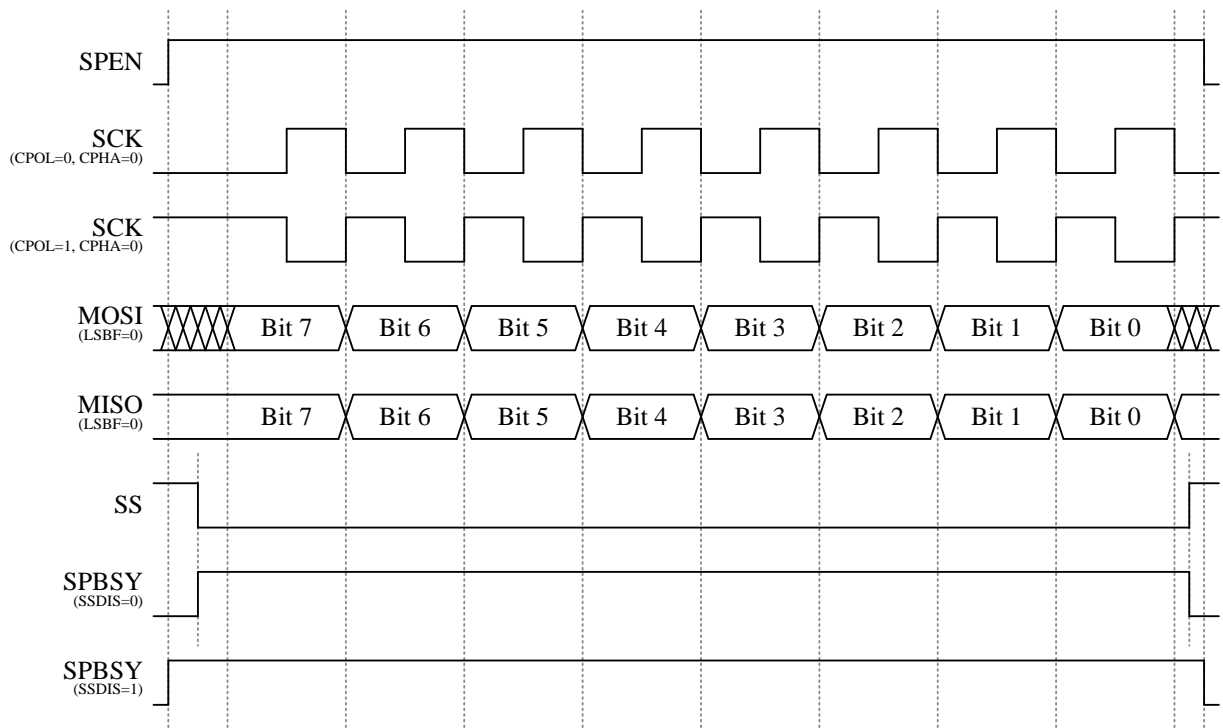 SPEN
SCK
(CPOL=0, CPHA=0)
SCK
(CPOL=1, CPHA=0)
MOSI
(LSBF=0)
Bit 7 Bit 6 Bit 5 Bit 4 Bit 3 Bit 2 Bit 1 Bit 0
MISO
(LSBF=0)
Bit 7 Bit 6 Bit 5 Bit 4 Bit 3 Bit 2 Bit 1 Bit 0
SS
SPBSY
(SSDIS=0)
SPBSY
(SSDIS=1)